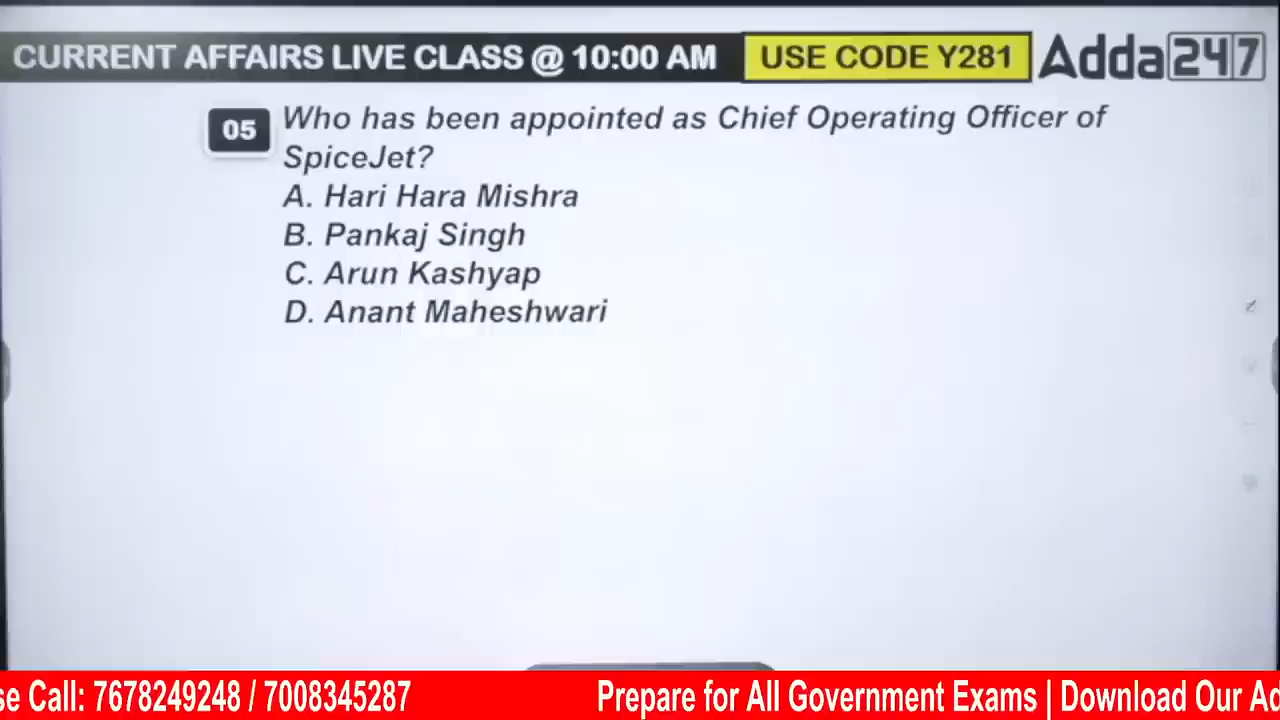 CURRENT AFFAIRS LIVE CLASS @ 10:00 AM USE CODE Y281 Adda247
05 Who has been appointed as Chief Operating Officer of
SpiceJet?
A. Hari Hara Mishra
B. Pankaj Singh
C. Arun Kashyap
D. Anant Maheshwari
se Call: 7678249248 / 7008345287 Prepare for All Government Exams | Download Our Ad